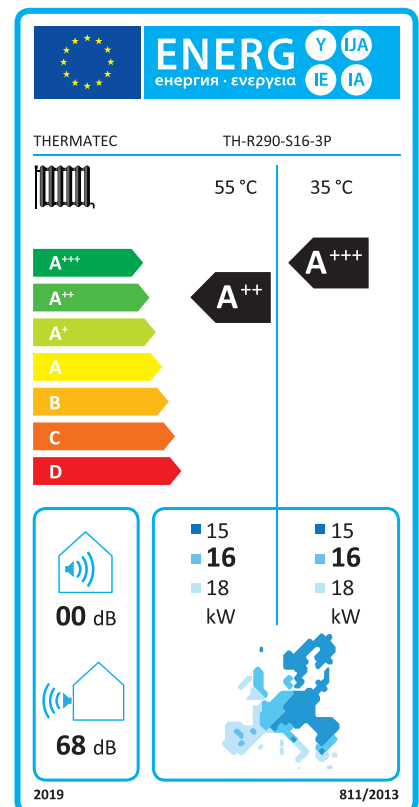 ENERG Y IJA
енергия · ενεργεια IE IA
THERMATEC TH-R290-S16-3P
55 °C 35 °C
A+++
A++
A+
A
B
C
D
A++
A+++
00 dB
68 dB
15 15
16 16
18 18
kW kW
2019 811/2013